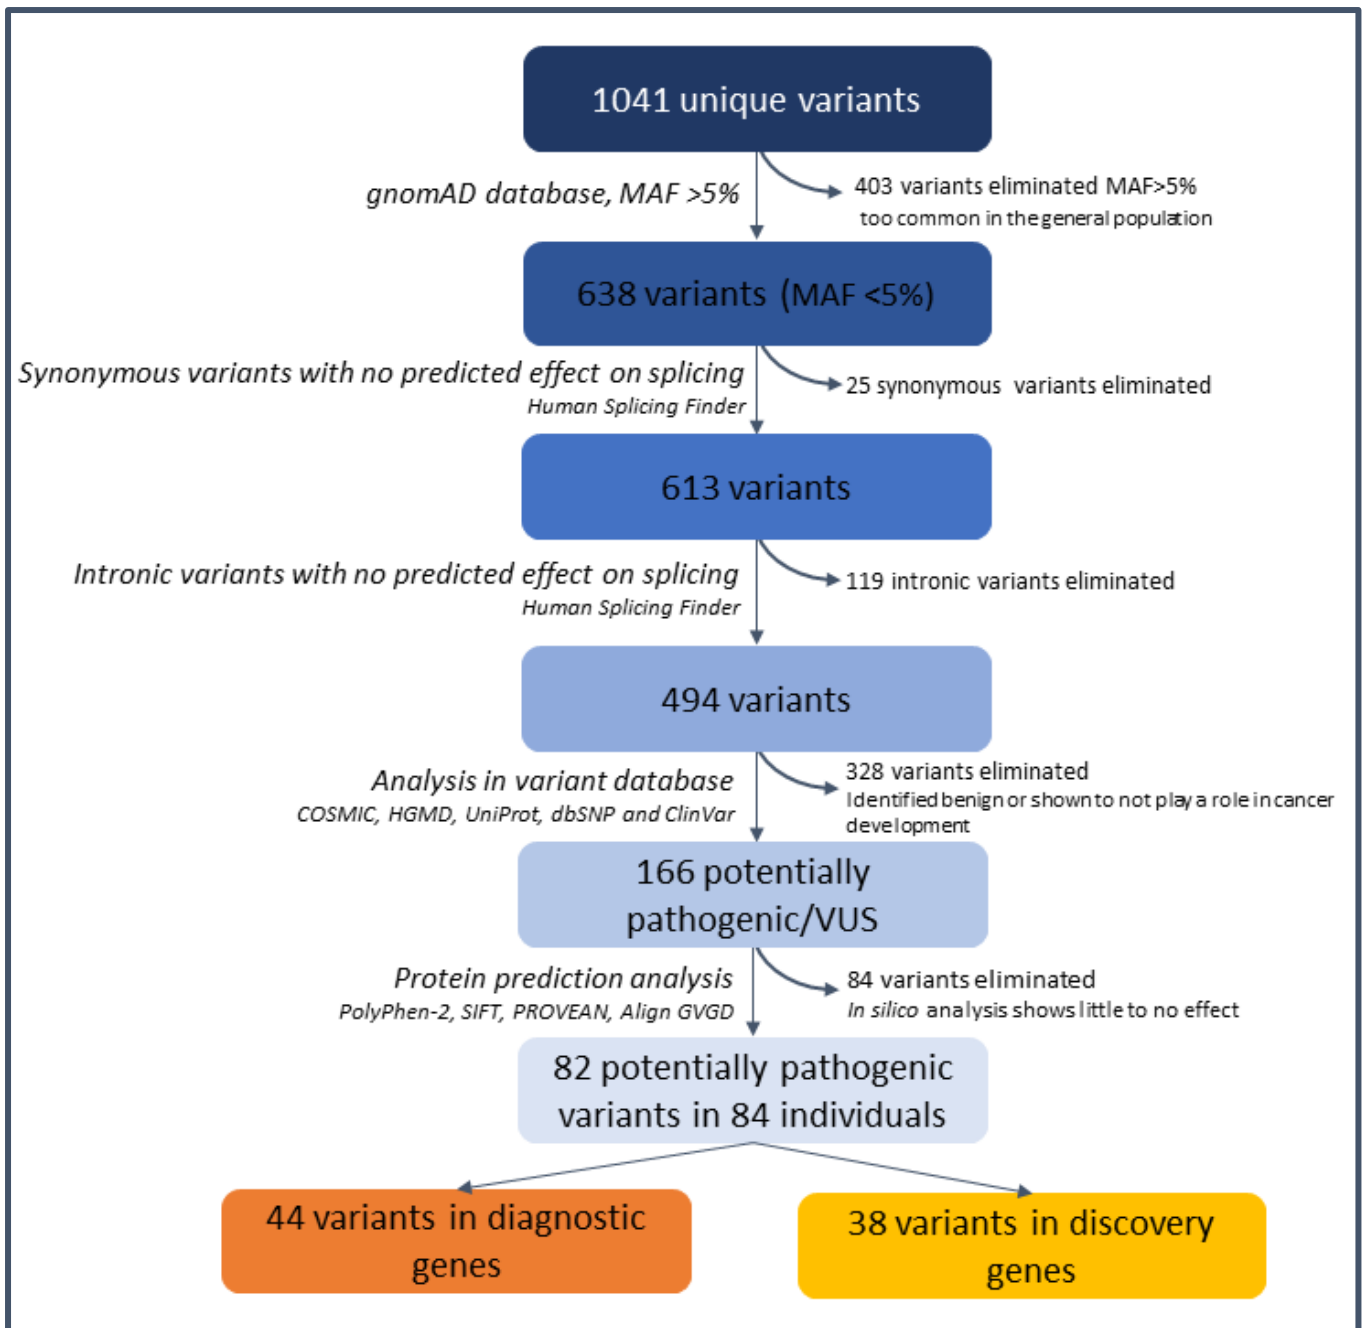 1041 unique variants
gnomAD database, MAF >5%
403 variants eliminated MAF>5%
too common in the general population
638 variants (MAF <5%)
Synonymous variants with no predicted effect on splicing
Human Splicing Finder
25 synonymous variants eliminated
613 variants
Intronic variants with no predicted effect on splicing
Human Splicing Finder
119 intronic variants eliminated
494 variants
Analysis in variant database
COSMIC, HGMD, UniProt, dbSNP and ClinVar
328 variants eliminated
Identified benign or shown to not play a role in cancer
development
166 potentially
pathogenic/VUS
Protein prediction analysis
PolyPhen-2, SIFT, PROVEAN, Align GVGD
84 variants eliminated
In silico analysis shows little to no effect
82 potentially pathogenic
variants in 84 individuals
44 variants in diagnostic
genes
38 variants in discovery
genes